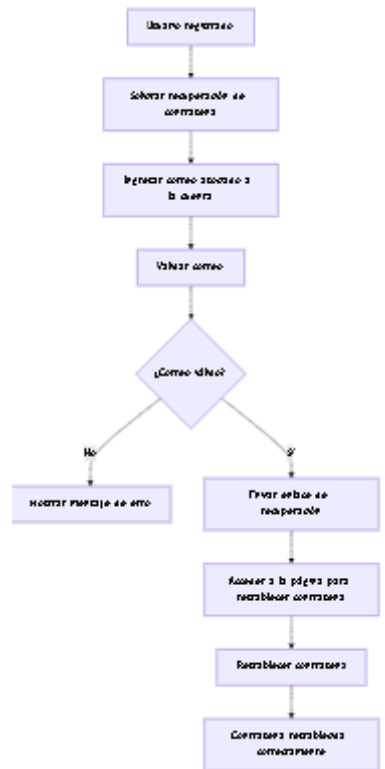 Usuario registrado
Solicitar recuperación de
contraseña
Ingresar correo asociado a
la cuenta
Validar correo
¿Correo válido?
No
Sí
Mostrar mensaje de error
Enviar enlace de
recuperación
Acceder a la página para
restablecer contraseña
Restablecer contraseña
Contraseña restablecida
correctamente